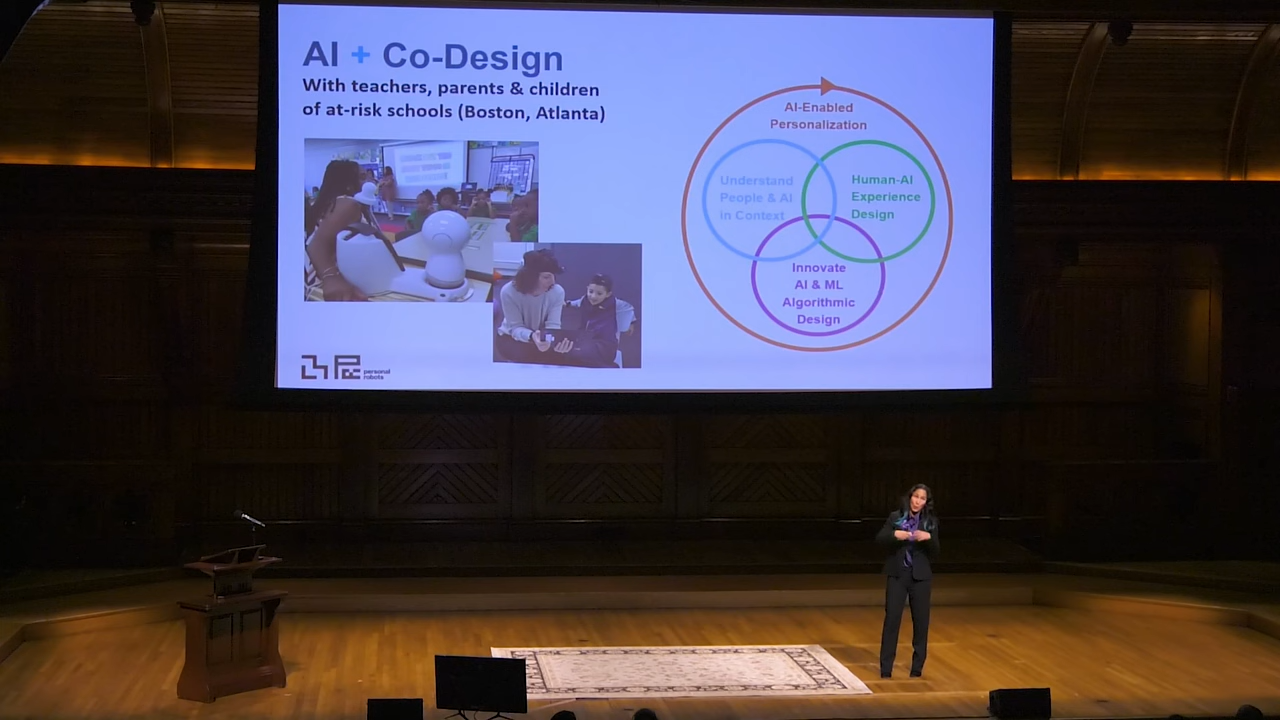 AI + Co-Design
With teachers, parents & children
of at-risk schools (Boston, Atlanta)
AI-Enabled
Personalization
Understand
People & AI
in Context
Human-AI
Experience
Design
Innovate
AI & ML
Algorithmic
Design
personal
robots